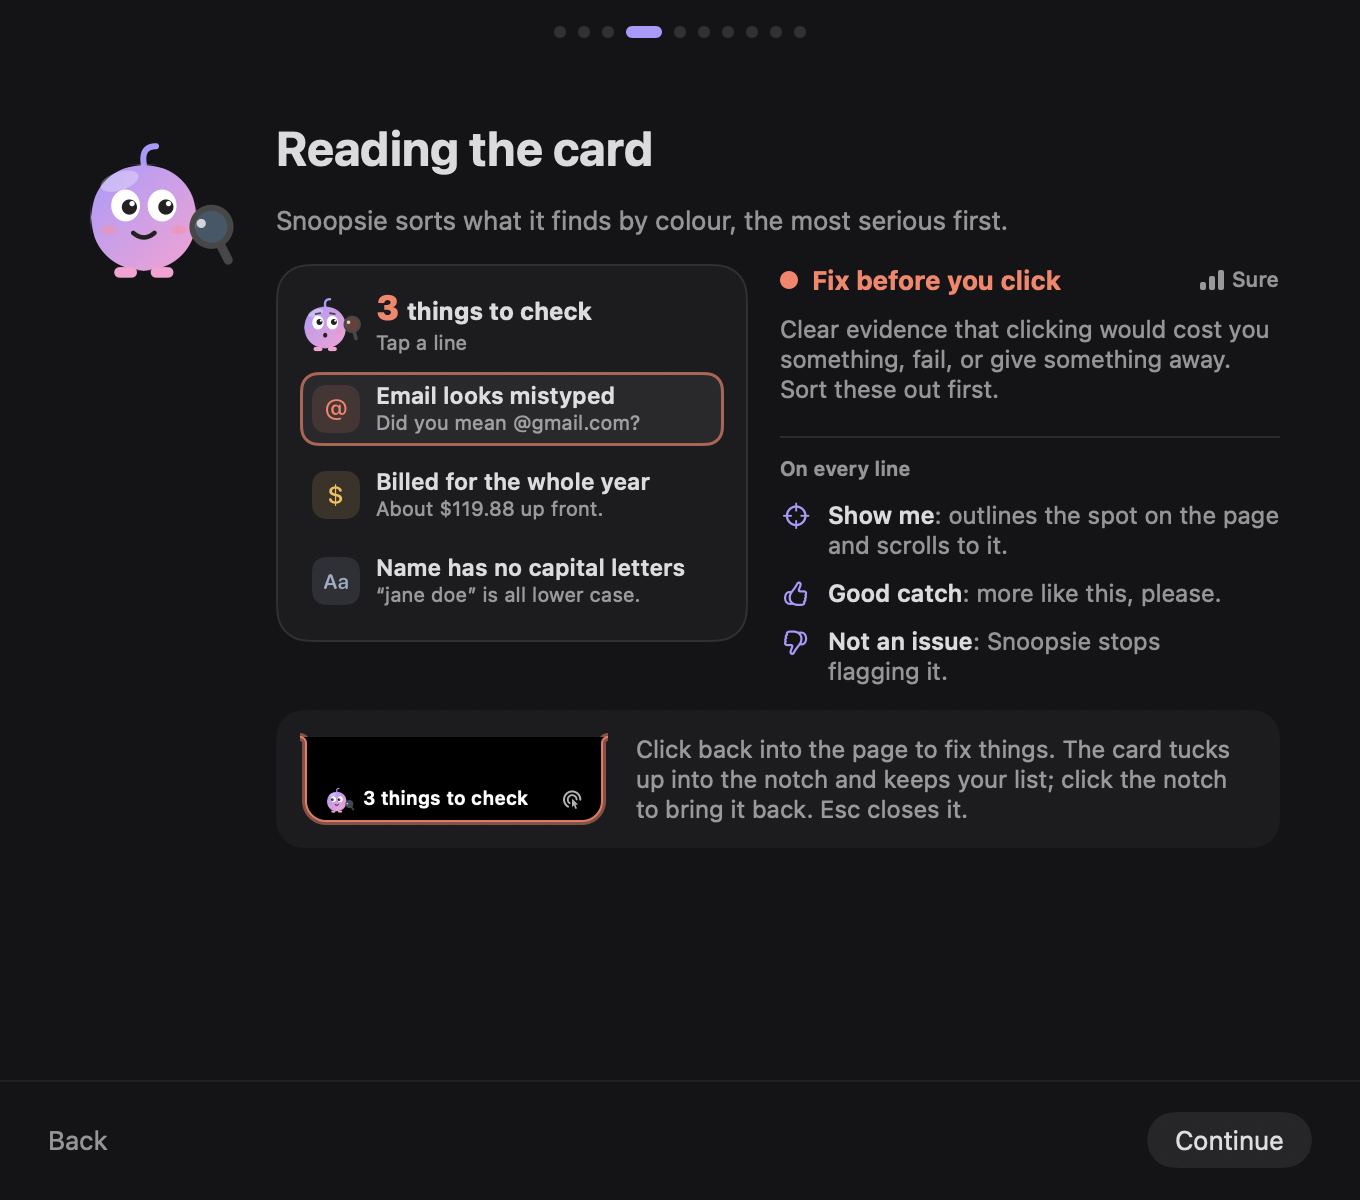 Reading the card
Snoopsie sorts what it finds by colour, the most serious first.
3 things to check
Tap a line
@
Email looks mistyped
Did you mean @gmail.com?
$
Billed for the whole year
About $119.88 up front.
Aa
Name has no capital letters
“jane doe” is all lower case.
Fix before you click
Sure
Clear evidence that clicking would cost you
something, fail, or give something away.
Sort these out first.
On every line
Show me: outlines the spot on the page
and scrolls to it.
Good catch: more like this, please.
Not an issue: Snoopsie stops
flagging it.
3 things to check
Click back into the page to fix things. The card tucks
up into the notch and keeps your list; click the notch
to bring it back. Esc closes it.
Back
Continue